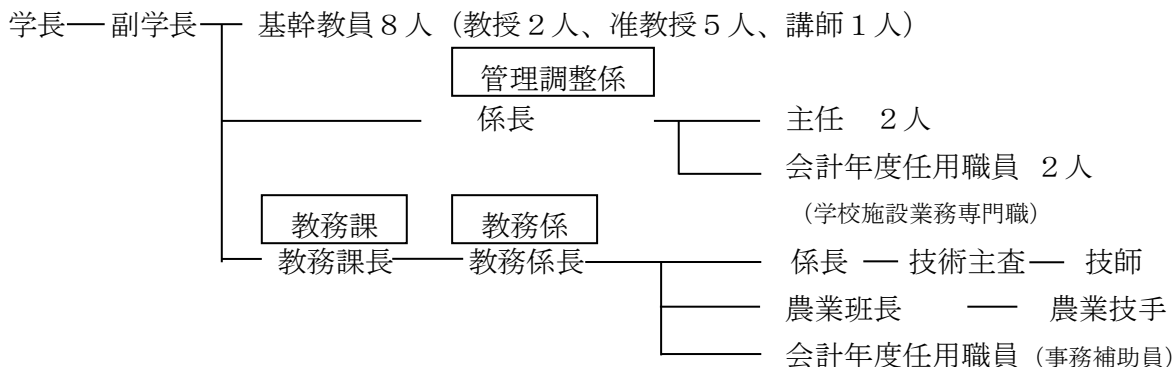 学長 副学長 基幹教員８人（教授２人、准教授５人、講師１人）
管理調整係
係長 主任 ２人
会計年度任用職員 ２人
（学校施設業務専門職）
教務課 教務係
教務課長 教務係長 係長 技術主査 技師
農業班長 農業技手
会計年度任用職員（事務補助員）